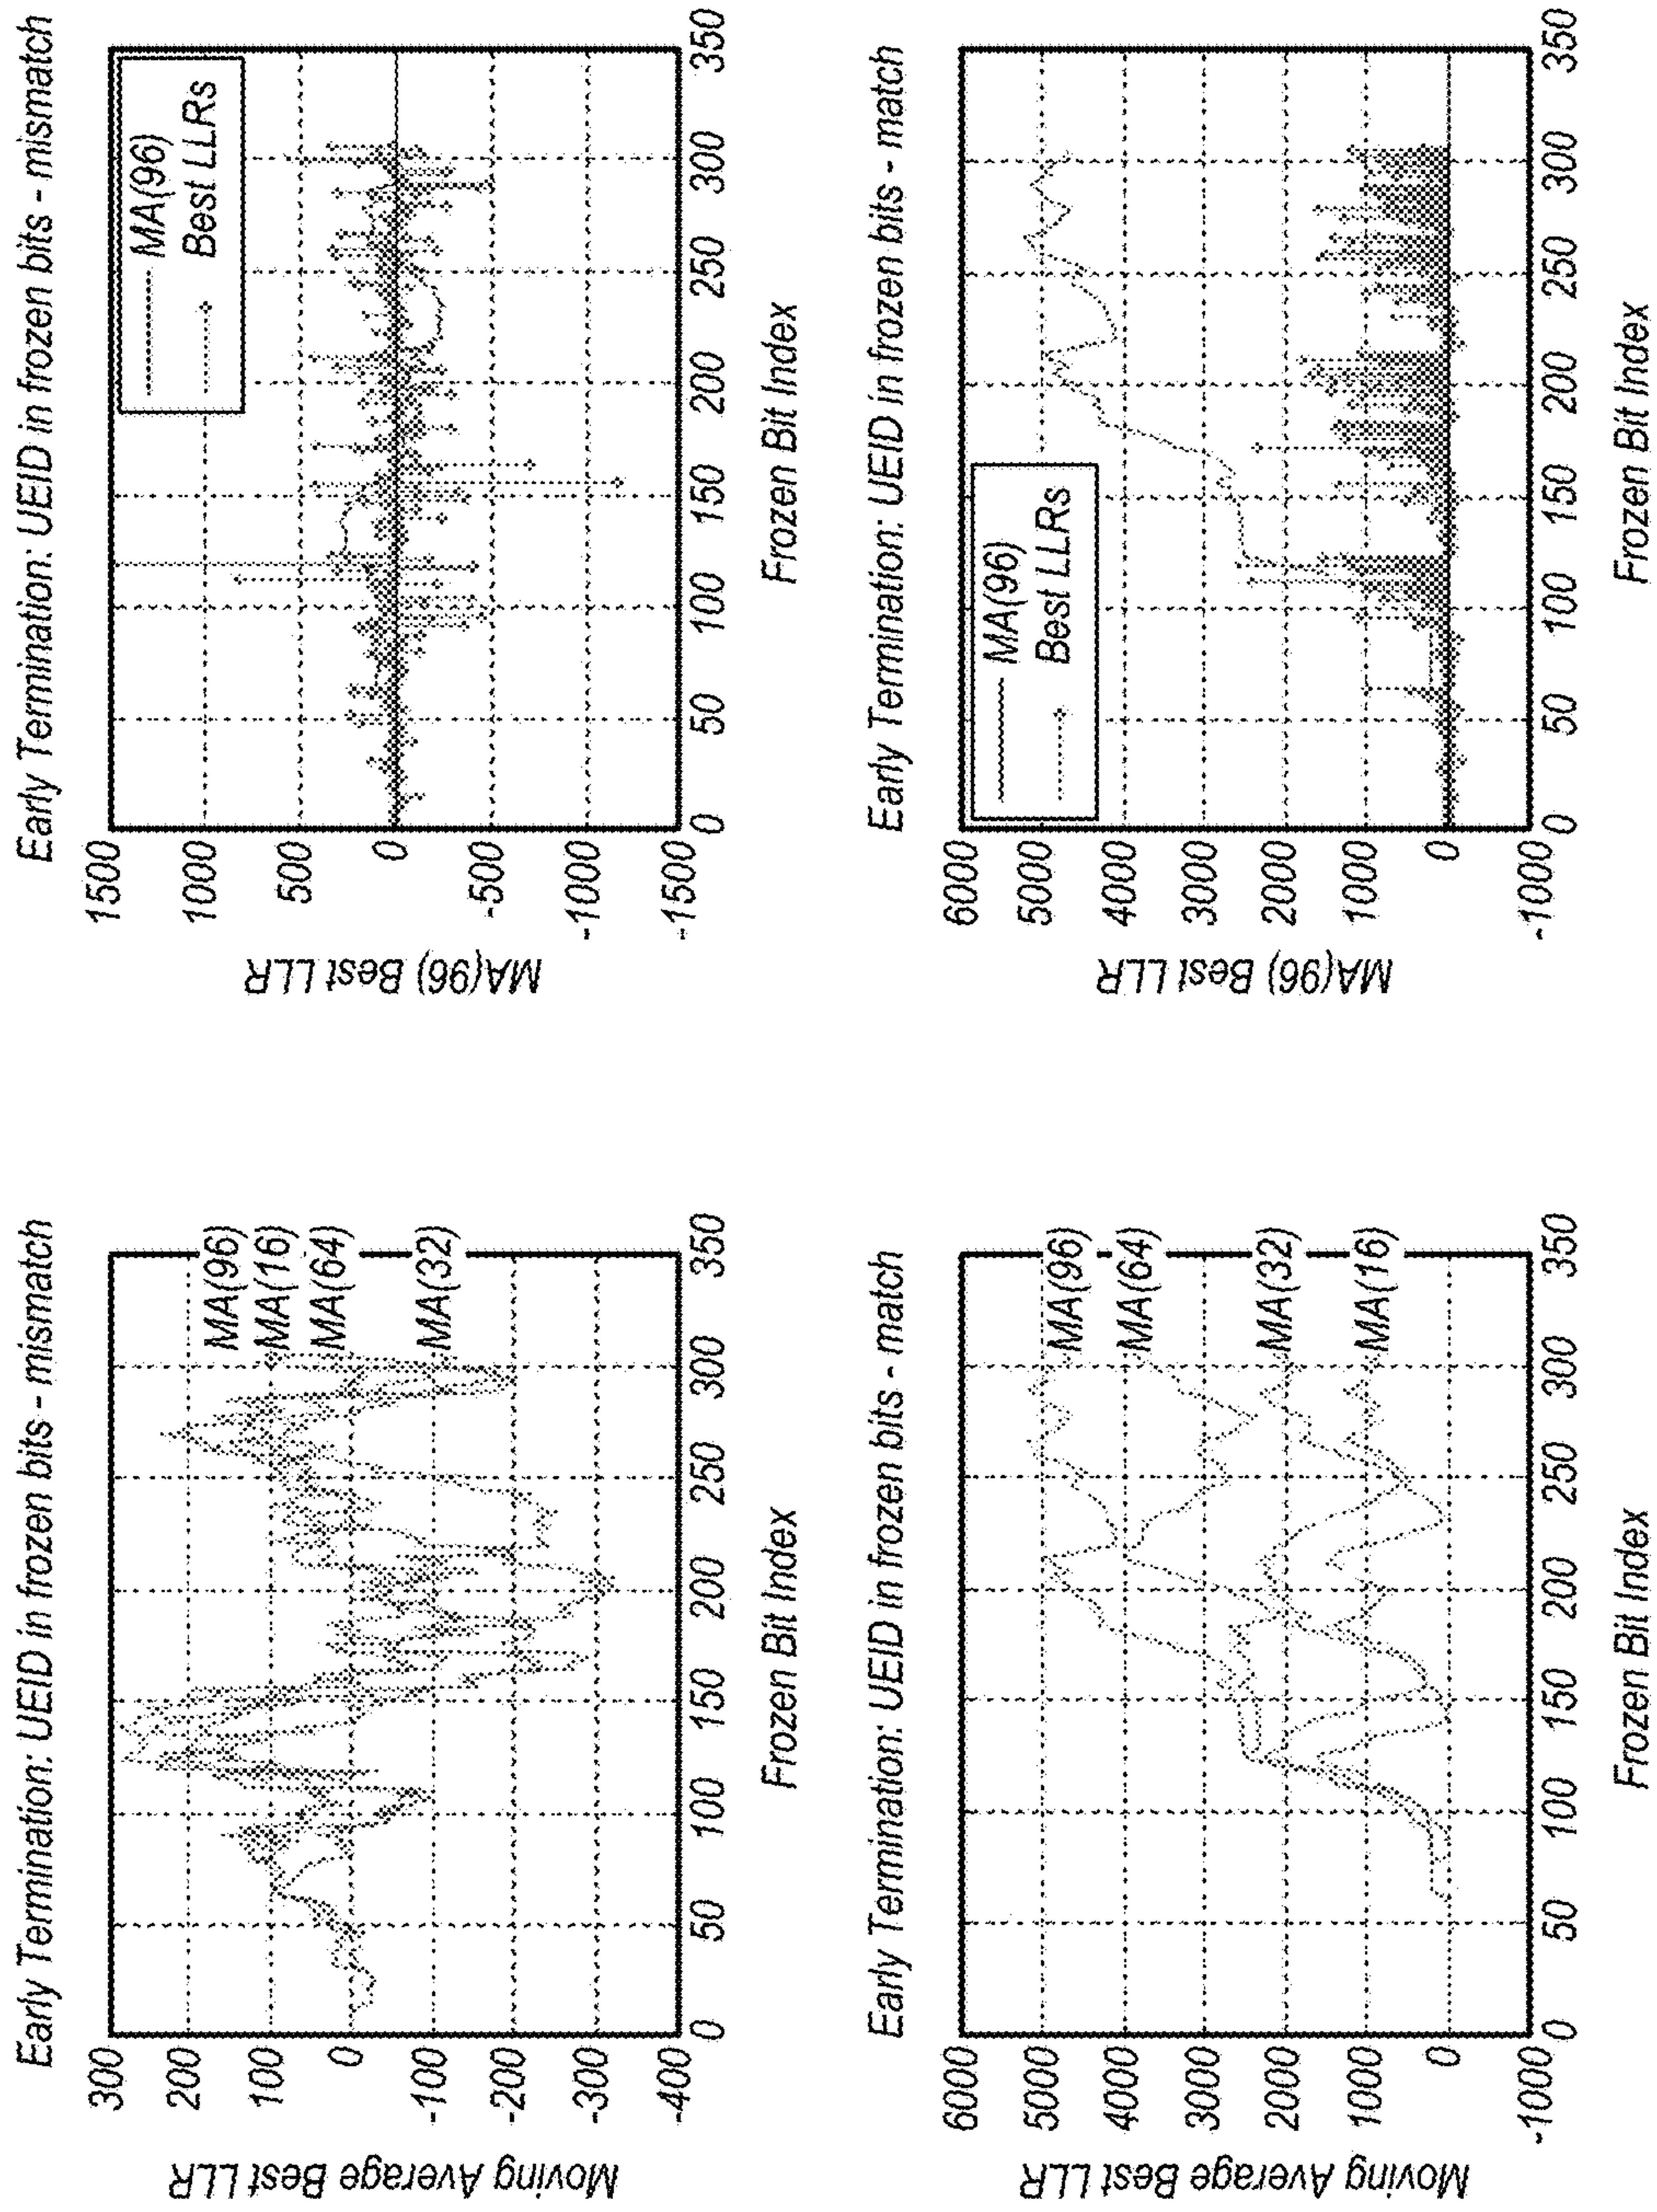 Early Termination: UEID in frozen bits - mismatch
Moving Average Best LLR
300
200
100
0
-100
-200
-300
-400
MA(96)
MA(16)
MA(64)
MA(32)
0 50 100 150 200 250 300 350
Frozen Bit Index
Early Termination: UEID in frozen bits - mismatch
MA(96) Best LLR
1500
1000
500
0
-500
-1000
-1500
MA(96)
Best LLRs
0 50 100 150 200 250 300 350
Frozen Bit Index
Early Termination: UEID in frozen bits - match
Moving Average Best LLR
6000
5000
4000
3000
2000
1000
0
-1000
MA(96)
MA(64)
MA(32)
MA(16)
0 50 100 150 200 250 300 350
Frozen Bit Index
Early Termination: UEID in frozen bits - match
MA(96) Best LLR
6000
5000
4000
3000
2000
1000
0
-1000
MA(96)
Best LLRs
0 50 100 150 200 250 300 350
Frozen Bit Index